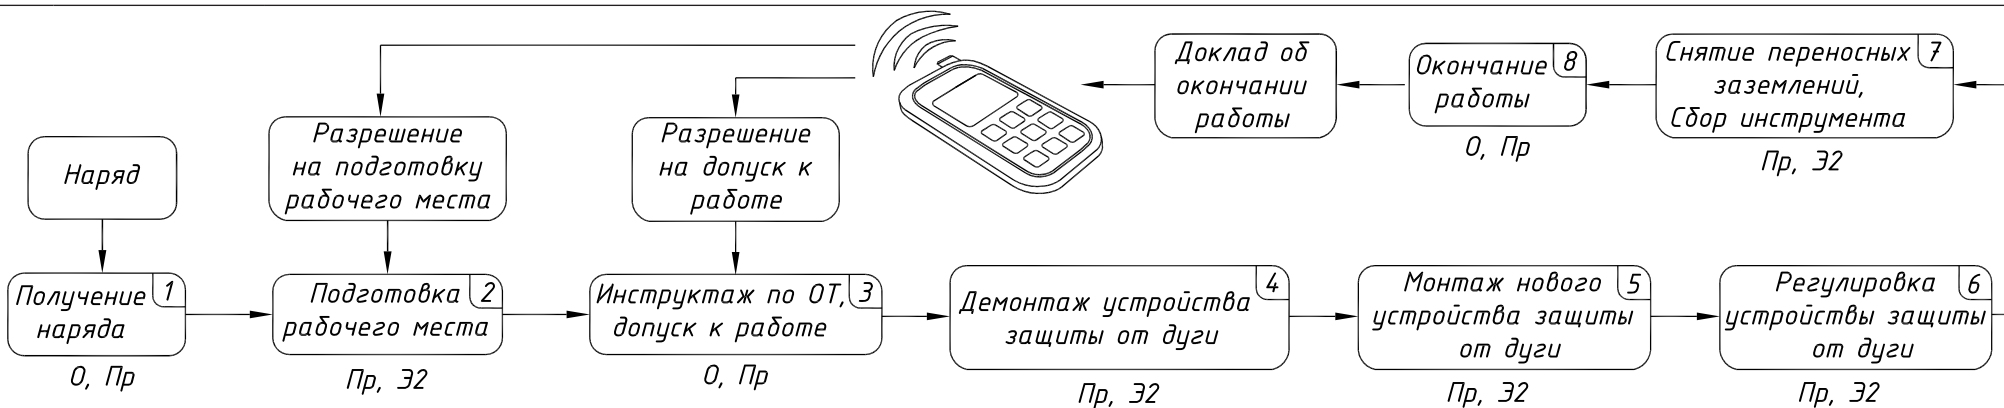 Наряд
Получение
наряда
1
О, Пр
Разрешение
на подготовку
рабочего места
Подготовка
рабочего места
2
Пр, Э2
Разрешение
на допуск к
работе
Инструктаж по ОТ,
допуск к работе
3
О, Пр
Демонтаж устройства
защиты от дуги
4
Пр, Э2
Монтаж нового
устройства защиты
от дуги
5
Пр, Э2
Регулировка
устройствы защиты
от дуги
6
Пр, Э2
Снятие переносных
заземлений,
Сбор инструмента
7
Пр, Э2
Окончание
работы
8
О, Пр
Доклад об
окончании
работы